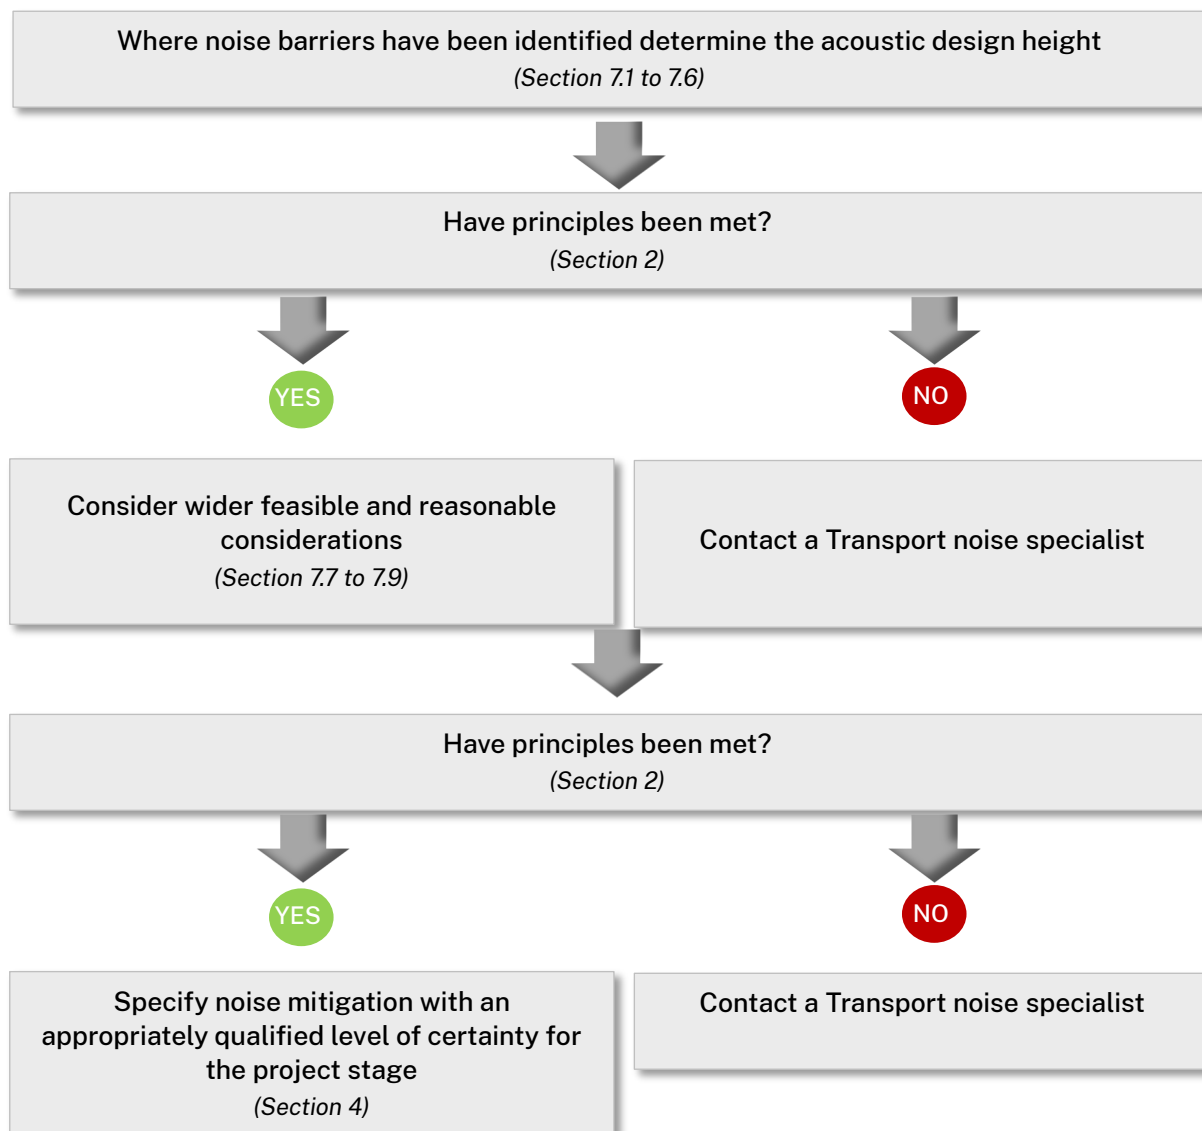 Where noise barriers have been identified determine the acoustic design height
(Section 7.1 to 7.6)
Have principles been met?
(Section 2)
YES
NO
Consider wider feasible and reasonable
considerations
(Section 7.7 to 7.9)
Contact a Transport noise specialist
Have principles been met?
(Section 2)
YES
NO
Specify noise mitigation with an
appropriately qualified level of certainty for
the project stage
(Section 4)
Contact a Transport noise specialist